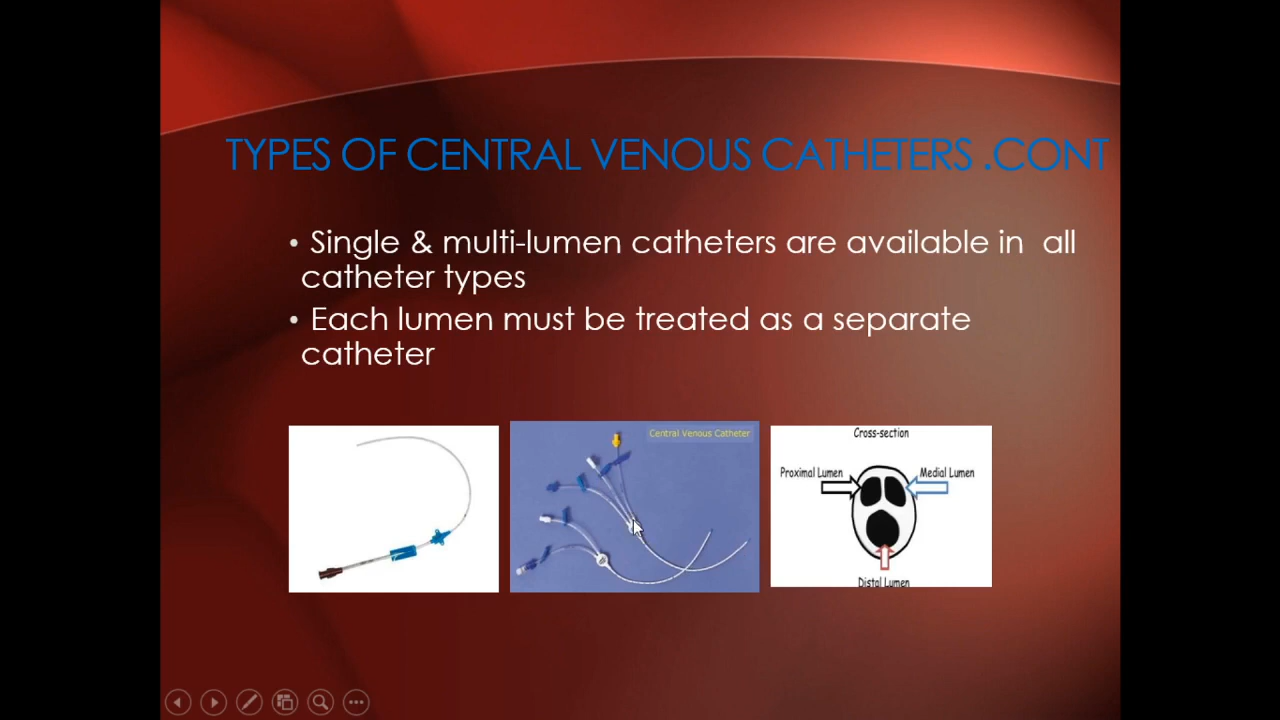 TYPES OF CENTRAL VENOUS CATHETERS .CONT
• Single & multi-lumen catheters are available in  all
catheter types
• Each lumen must be treated as a separate
catheter
Central Venous Catheter
Cross-section
Proximal Lumen
Medial Lumen
Distal Lumen